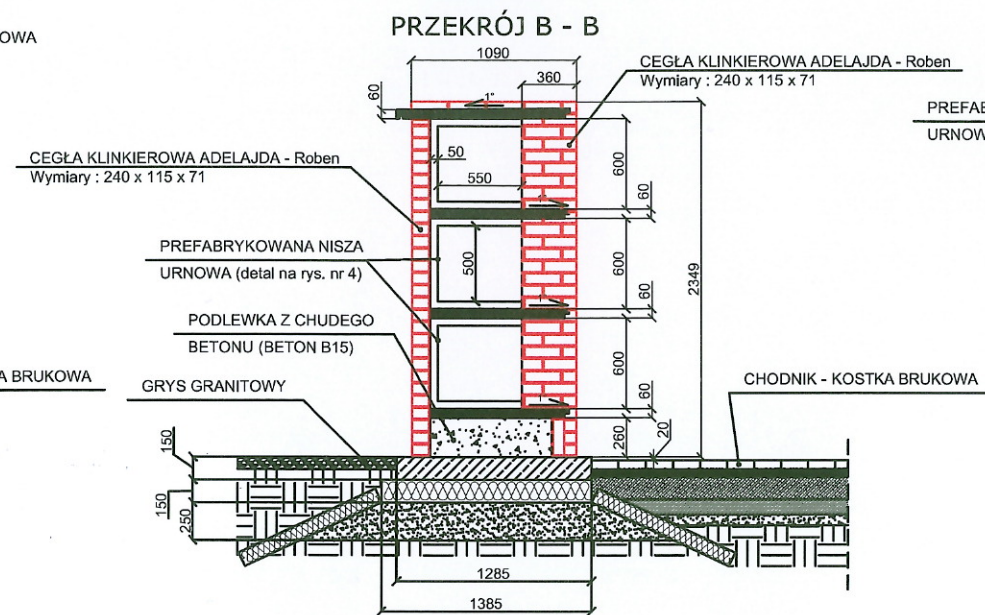 PRZEKRÓJ B - B
OWA
1090
360
CEGŁA KLINKIEROWA ADELAJDA - Roben
Wymiary : 240 x 115 x 71
60
1°
PREFAB
URNOW
CEGŁA KLINKIEROWA ADELAJDA - Roben
Wymiary : 240 x 115 x 71
50
550
600
60
PREFABRYKOWANA NISZA
URNOWA (detal na rys. nr 4)
500
600
60
2349
PODLEWKA Z CHUDEGO
BETONU (BETON B15)
600
60
A BRUKOWA
GRYS GRANITOWY
CHODNIK - KOSTKA BRUKOWA
260
20
150
150
250
1285
1385